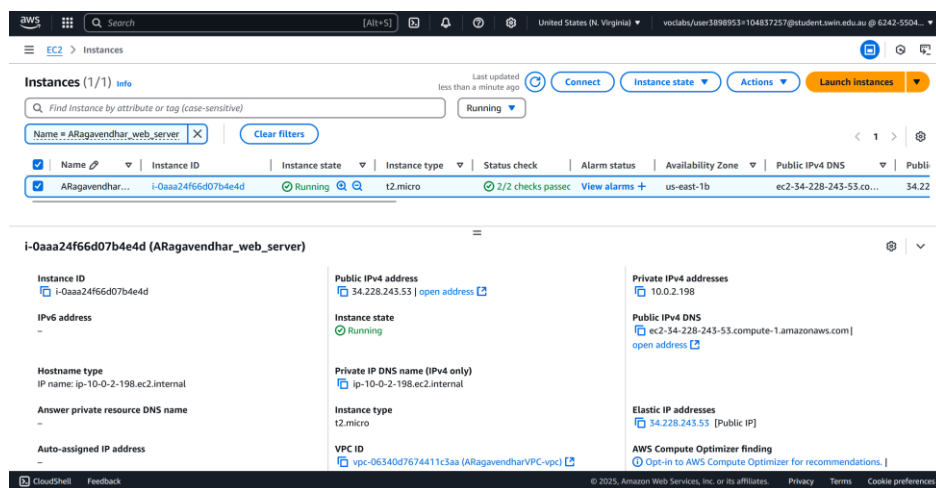 aws Search [Alt+S] United States (N. Virginia) ▼ voclabs/user3898953=104837257@student.swin.edu.au @ 6242-5504... ▼
EC2 > Instances
Instances (1/1) Info Last updated less than a minute ago Connect Instance state ▼ Actions ▼ Launch instances ▼
Find Instance by attribute or tag (case-sensitive) Running ▼
Name = ARagavendhar_web_server X Clear filters < 1 >
Name Instance ID Instance state Instance type Status check Alarm status Availability Zone Public IPv4 DNS Publi
ARagavendhar... i-0aaa24f66d07b4e4d Running t2.micro 2/2 checks passec View alarms + us-east-1b ec2-34-228-243-53.co... 34.22
i-0aaa24f66d07b4e4d (ARagavendhar_web_server)
Instance ID Public IPv4 address Private IPv4 addresses
i-0aaa24f66d07b4e4d 34.228.243.53 | open address 10.0.2.198
IPv6 address Instance state Public IPv4 DNS
– Running ec2-34-228-243-53.compute-1.amazonaws.com |
open address
Hostname type Private IP DNS name (IPv4 only)
IP name: ip-10-0-2-198.ec2.internal ip-10-0-2-198.ec2.internal
Answer private resource DNS name Instance type Elastic IP addresses
– t2.micro 34.228.243.53 [Public IP]
Auto-assigned IP address VPC ID AWS Compute Optimizer finding
– vpc-06340d7674411c3aa (ARagavendharVPC-vpc) Opt-in to AWS Compute Optimizer for recommendations. |
CloudShell Feedback © 2025, Amazon Web Services, Inc. or its affiliates. Privacy Terms Cookie preferences